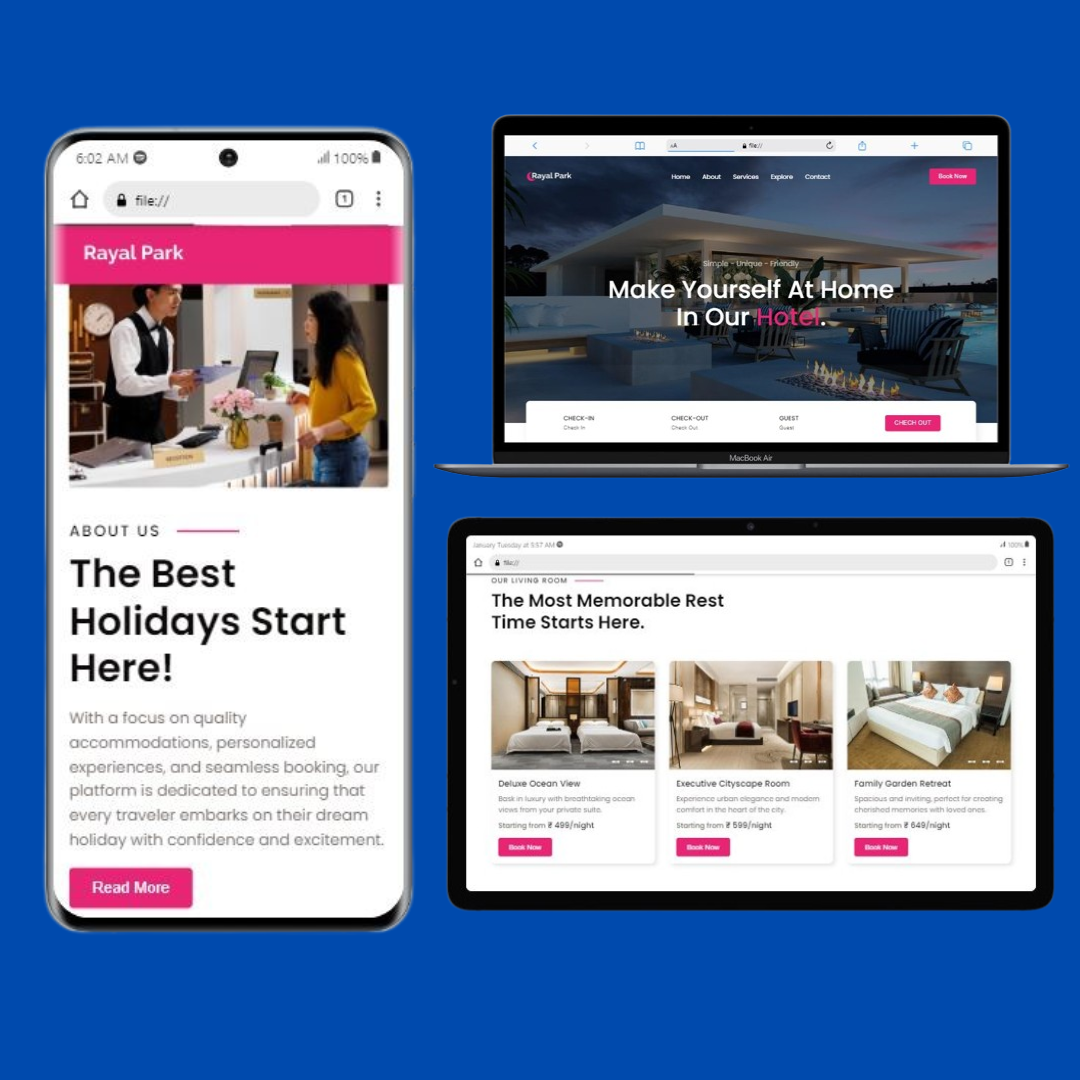 6:02 AM
100%
file://
1
Rayal Park
RECEPTION
ABOUT US
The Best
Holidays Start
Here!
With a focus on quality
accommodations, personalized
experiences, and seamless booking, our
platform is dedicated to ensuring that
every traveler embarks on their dream
holiday with confidence and excitement.
Read More
AA
file://
Rayal Park
Home About Services Explore Contact
Book Now
Simple - Unique - Friendly
Make Yourself At Home
In Our Hotel.
CHECK-IN CHECK-OUT GUEST
Check In Check Out Guest
CHECH OUT
MacBook Air
January Tuesday at 5:57 AM
100%
file://
OUR LIVING ROOM
The Most Memorable Rest
Time Starts Here.
Deluxe Ocean View
Bask in luxury with breathtaking ocean
views from your private suite.
Starting from ₹ 499/night
Book Now
Executive Cityscape Room
Experience urban elegance and modern
comfort in the heart of the city.
Starting from ₹ 599/night
Book Now
Family Garden Retreat
Spacious and inviting, perfect for creating
cherished memories with loved ones.
Starting from ₹ 649/night
Book Now